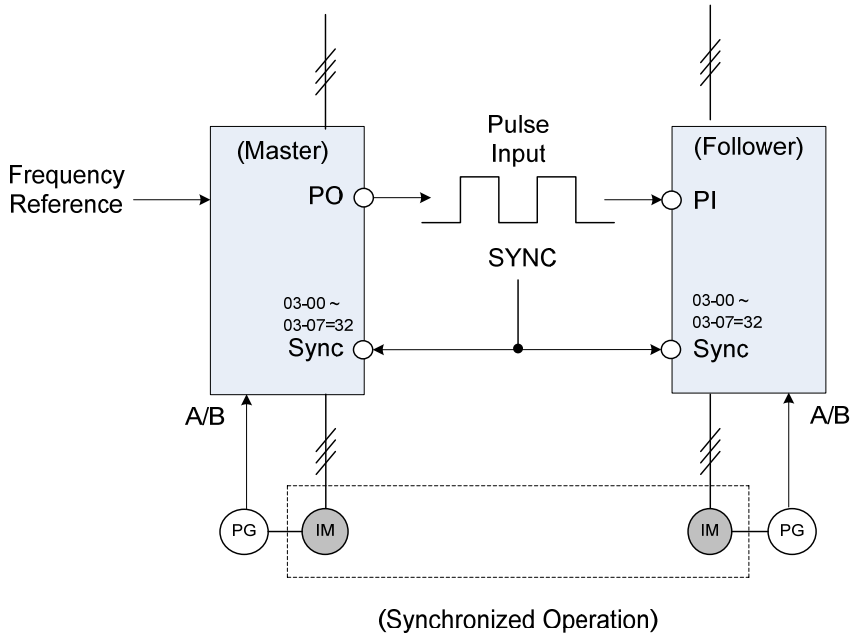 (Master)
Pulse
Input
(Follower)
Frequency
Reference
PO
PI
SYNC
03-00 ~
03-07=32
Sync
03-00 ~
03-07=32
Sync
A/B
A/B
PG
IM
IM
PG
(Synchronized Operation)